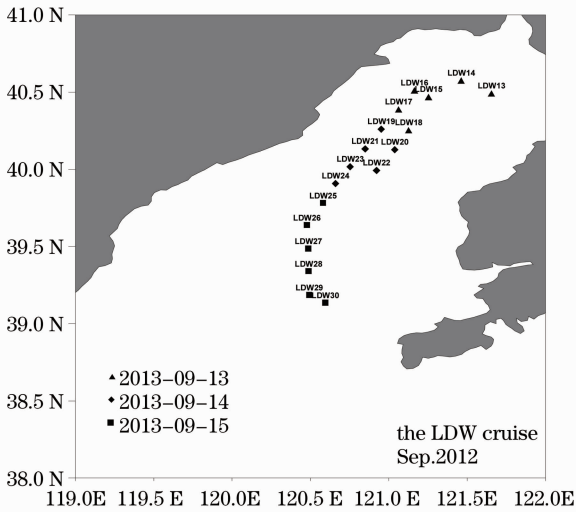 41.0 N
LDW14
LDW16
LDW15
LDW13
40.5 N
LDW17
LDW19
LDW18
LDW21
LDW20
LDW23
LDW22
40.0 N
LDW24
LDW25
LDW26
39.5 N
LDW27
LDW28
LDW29
LDW30
39.0 N
2013-09-13
38.5 N
2013-09-14
2013-09-15
the LDW cruise
Sep.2012
38.0 N
119.0E 119.5 E 120.0 E 120.5 E 121.0 E 121.5E 122.0 E